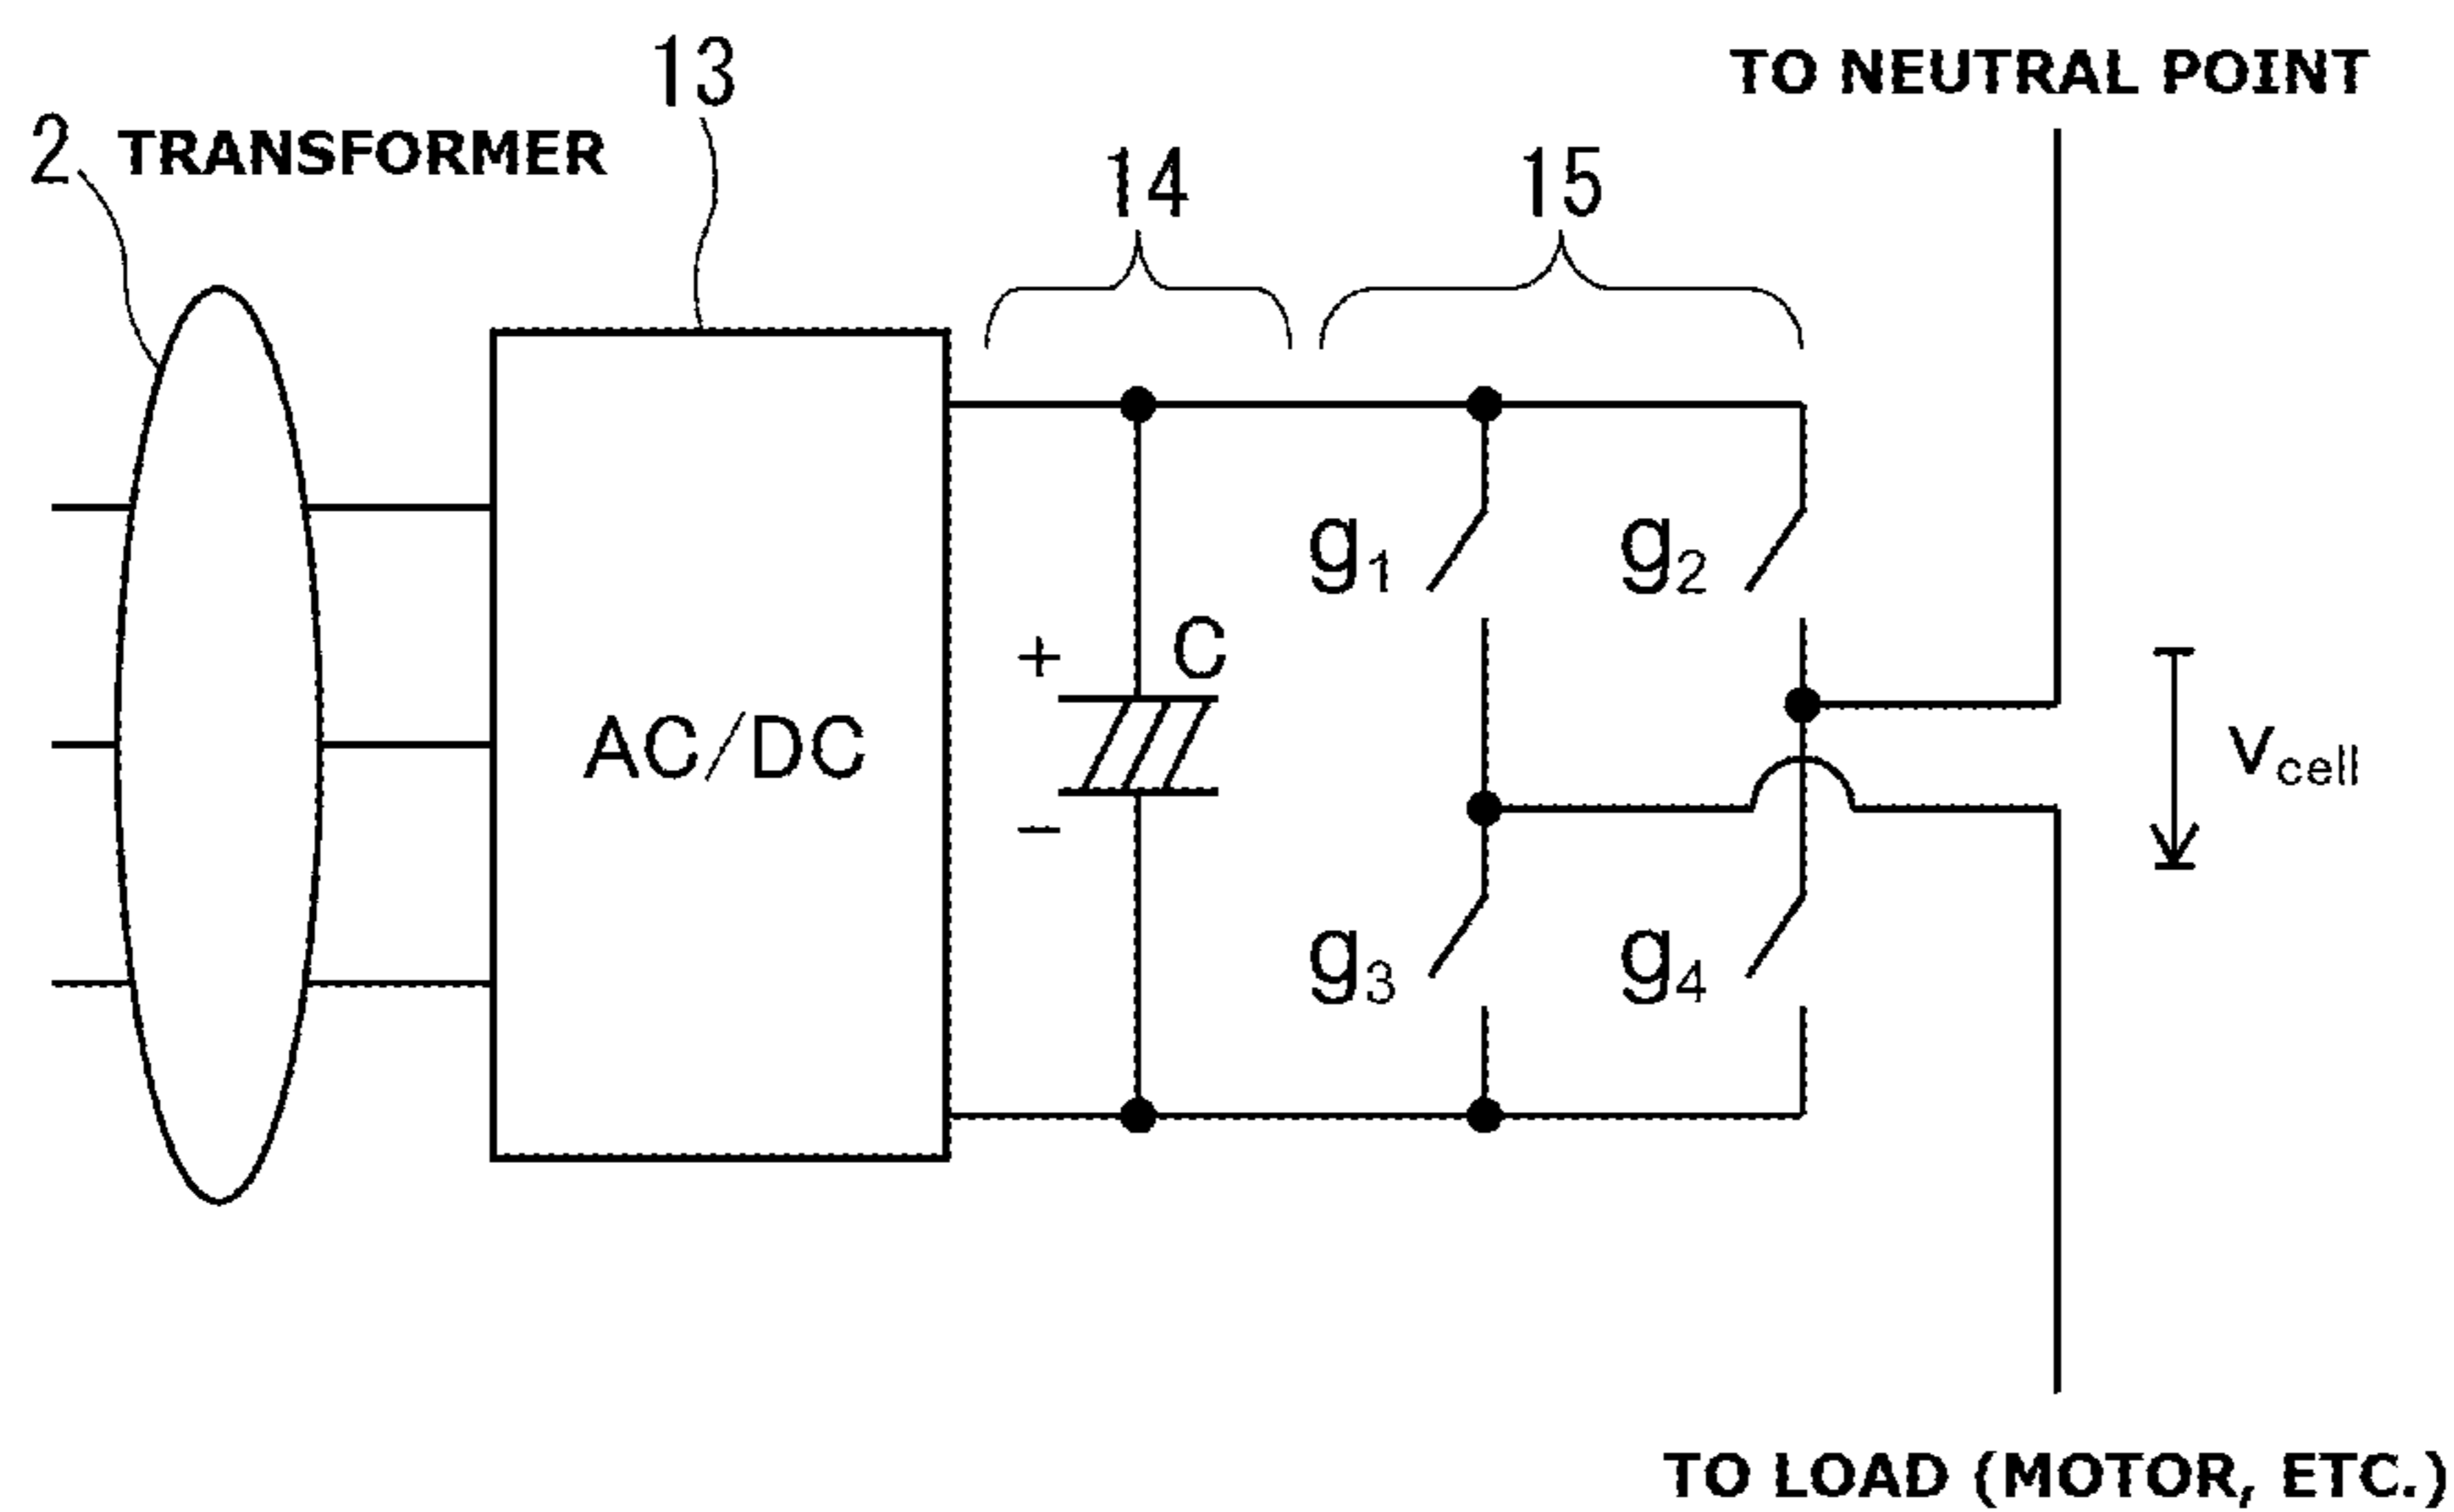 TO NEUTRAL POINT
13
2 TRANSFORMER
14
15
g1
g2
+
C
AC/DC
−
vcell
g3
g4
TO LOAD (MOTOR, ETC.)